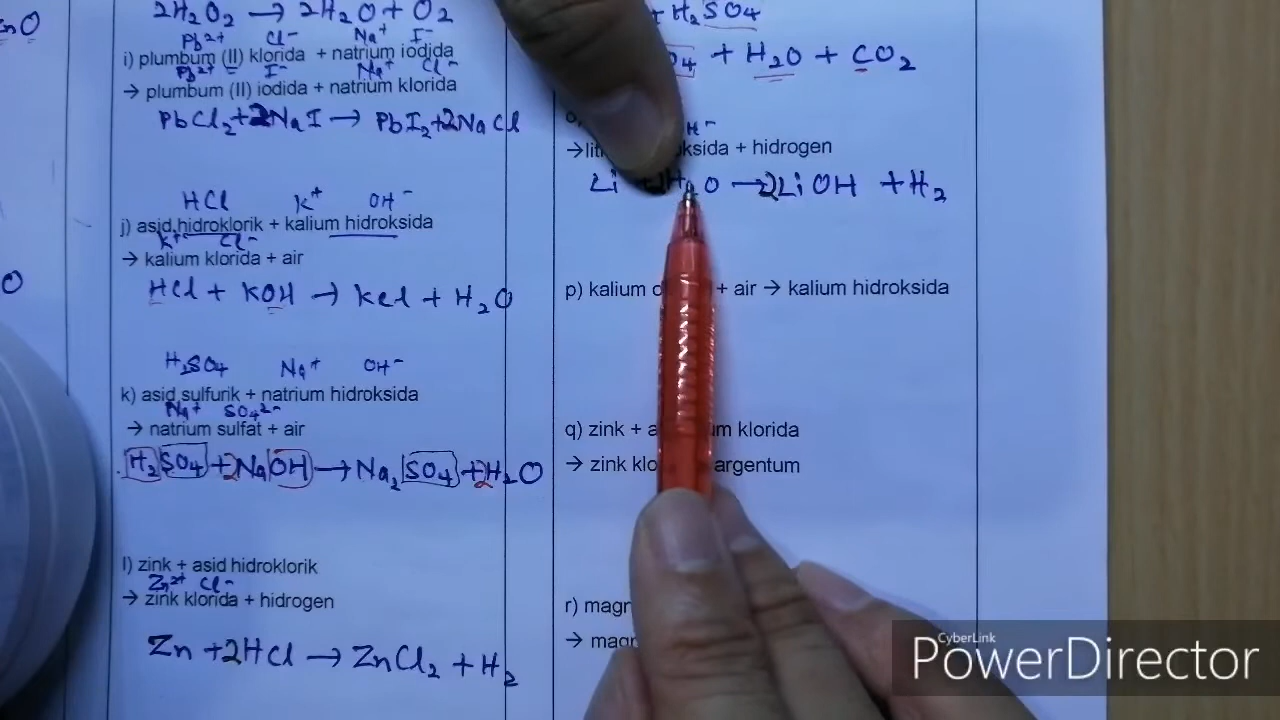 nO
O
2H₂O₂ → 2H₂O + O₂
Pb²⁺ Cl⁻ Na⁺ I⁻
i) plumbum (II) klorida + natrium iodida
Pb²⁺ I⁻ Na⁺ Cl⁻
→ plumbum (II) iodida + natrium klorida
PbCl₂+2NaI → PbI₂+2NaCl
HCl K⁺ OH⁻
j) asid hidroklorik + kalium hidroksida
K⁺ Cl⁻
→ kalium klorida + air
HCl + KOH → KCl + H₂O
H₂SO₄ Na⁺ OH⁻
k) asid sulfurik + natrium hidroksida
Na⁺ SO₄²⁻
→ natrium sulfat + air
H₂SO₄ + 2NaOH → Na₂SO₄ + 2H₂O
l) zink + asid hidroklorik
Zn²⁺ Cl⁻
→ zink klorida + hidrogen
Zn + 2HCl → ZnCl₂ + H₂
+ H₂SO₄
O₄ + H₂O + CO₂
H⁻
→ + hidrogen
Li H₂O → 2LiOH + H₂
p) kalium + air → kalium hidroksida
q) zink + klorida
→ zink argentum
r)
→
CyberLink
PowerDirector